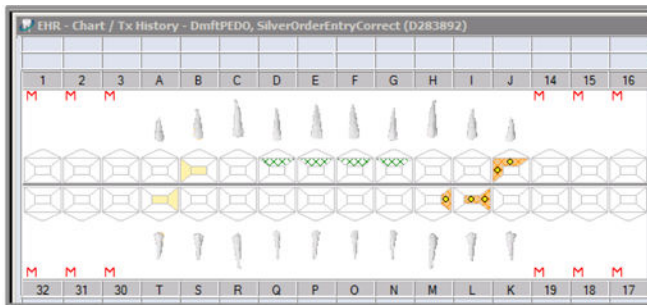 EHR - Chart / Tx History - DmftPEDO, SilverOrderEntryCorrect (D283892)
1 2 3 A B C D E F G H I J 14 15 16
M M M M M M
M M M M M M
32 31 30 T S R Q P O N M L K 19 18 17